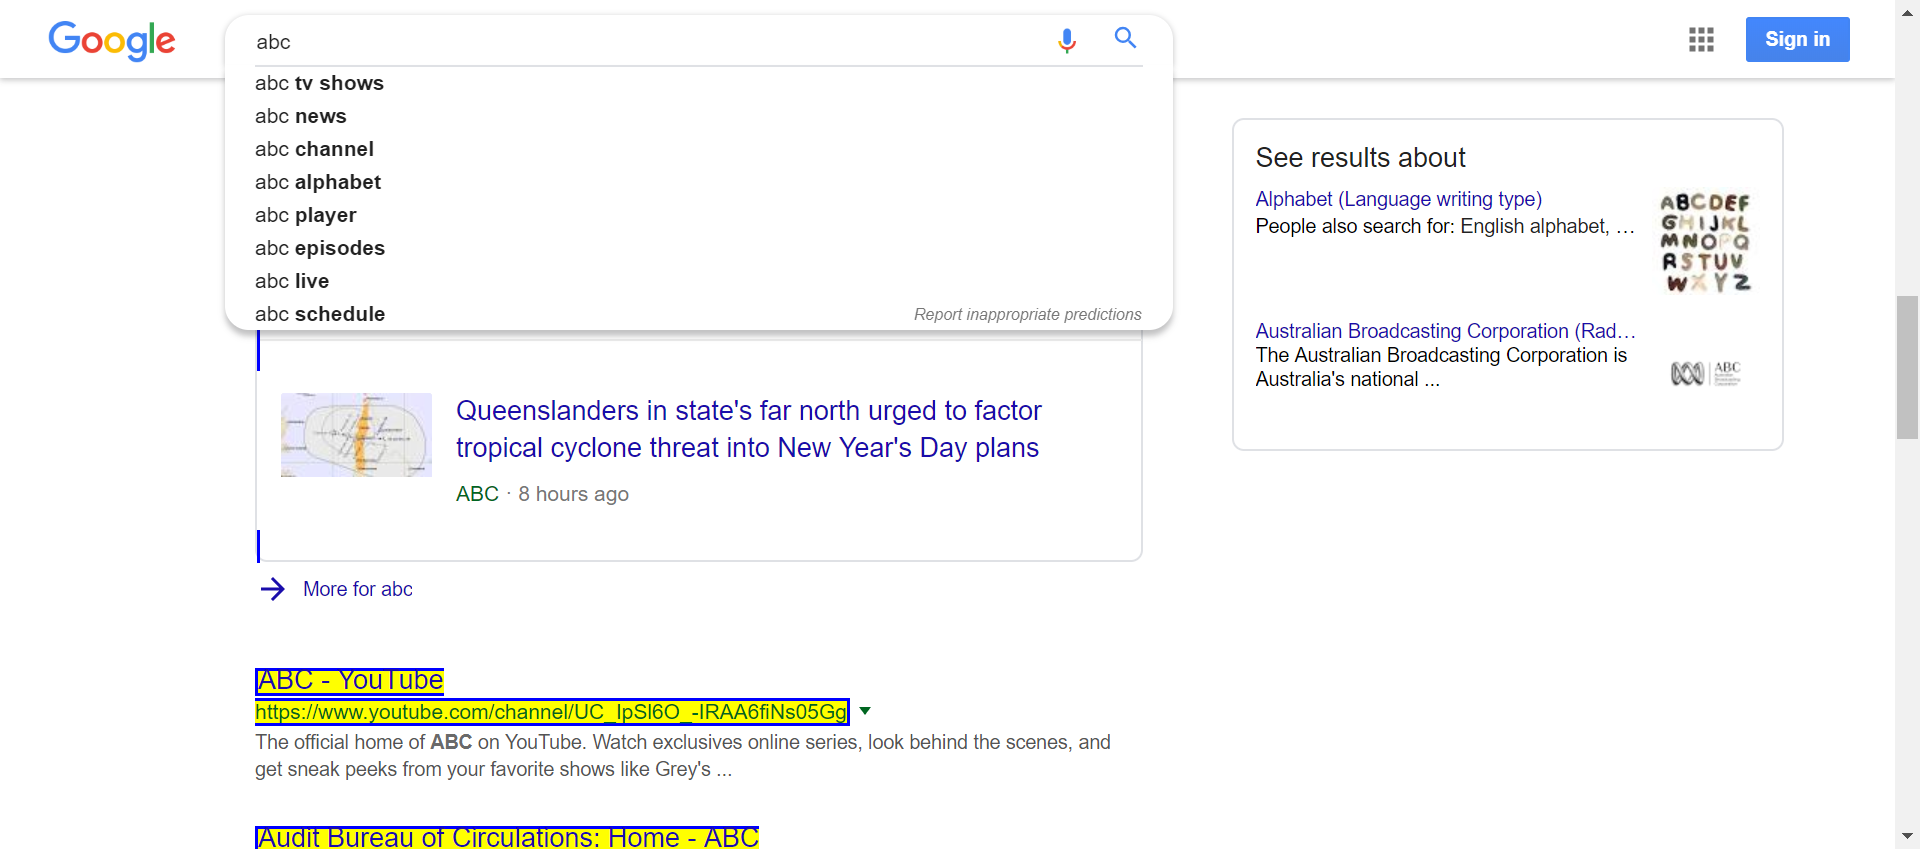 Google
abc
Sign in
abc tv shows
abc news
abc channel
abc alphabet
abc player
abc episodes
abc live
abc schedule
Report inappropriate predictions
Queenslanders in state's far north urged to factor
tropical cyclone threat into New Year's Day plans
ABC · 8 hours ago
More for abc
ABC - YouTube
https://www.youtube.com/channel/UC_IpSl6O_-IRAA6fiNs05Gg
The official home of ABC on YouTube. Watch exclusives online series, look behind the scenes, and
get sneak peeks from your favorite shows like Grey's ...
Audit Bureau of Circulations: Home - ABC
See results about
Alphabet (Language writing type)
People also search for: English alphabet, …
ABCDEF
GHIJKL
MNOPQ
RSTUV
WXYZ
Australian Broadcasting Corporation (Rad…
The Australian Broadcasting Corporation is
Australia's national ...
ABC